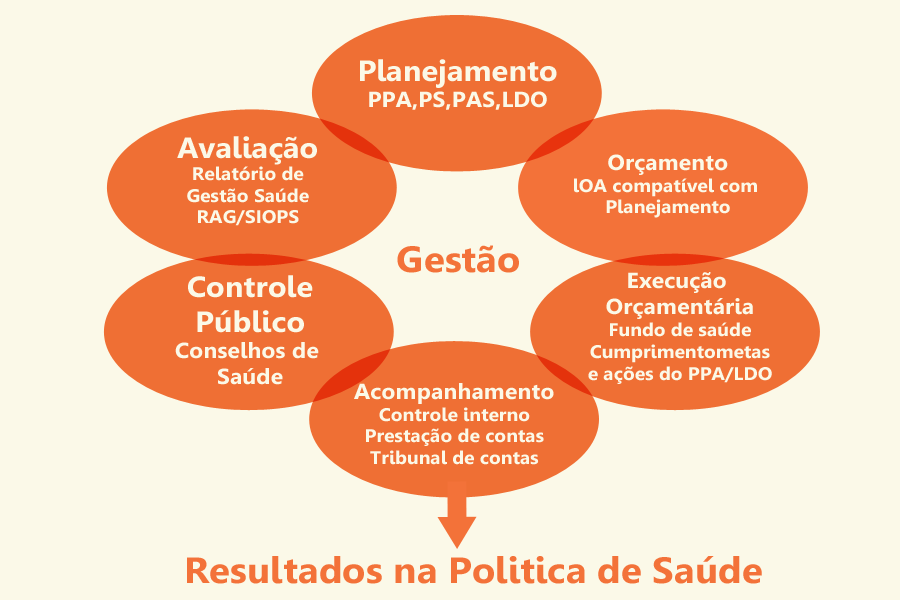 Planejamento
PPA,PS,PAS,LDO
Avaliação
Relatório de
Gestão Saúde
RAG/SIOPS
Orçamento
lOA compatível com
Planejamento
Gestão
Controle
Público
Conselhos de
Saúde
Execução
Orçamentária
Fundo de saúde
Cumprimentometas
e ações do PPA/LDO
Acompanhamento
Controle interno
Prestação de contas
Tribunal de contas
Resultados na Politica de Saúde